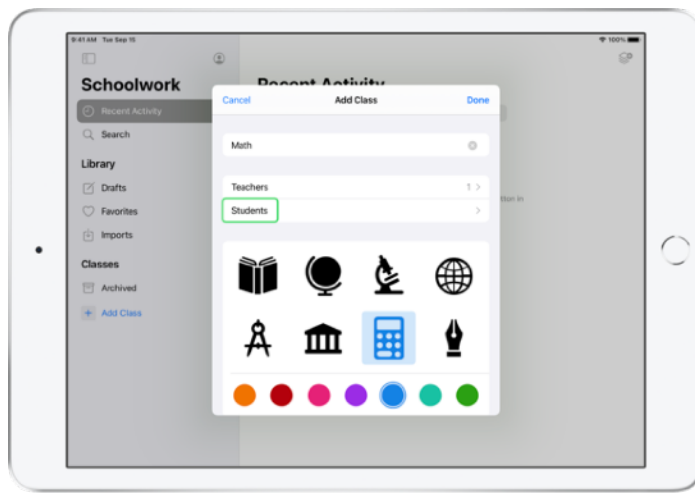 9:41 AM Tue Sep 15
100%
Schoolwork
Recent Activity
Search
Library
Drafts
Favorites
Imports
Classes
Archived
Add Class
Recent Activity
Cancel
Add Class
Done
Math
Teachers
1
Students
tton in